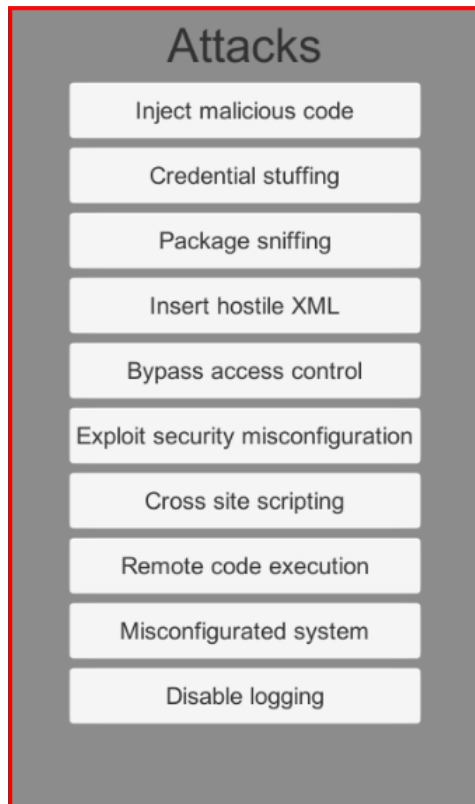 Attacks
Inject malicious code
Credential stuffing
Package sniffing
Insert hostile XML
Bypass access control
Exploit security misconfiguration
Cross site scripting
Remote code execution
Misconfigurated system
Disable logging